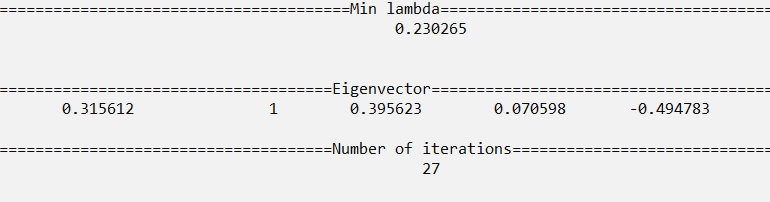 =======================================Min lambda=====================================
0.230265
=====================================Eigenvector======================================
0.315612 1 0.395623 0.070598 -0.494783
=====================================Number of iterations=============================
27